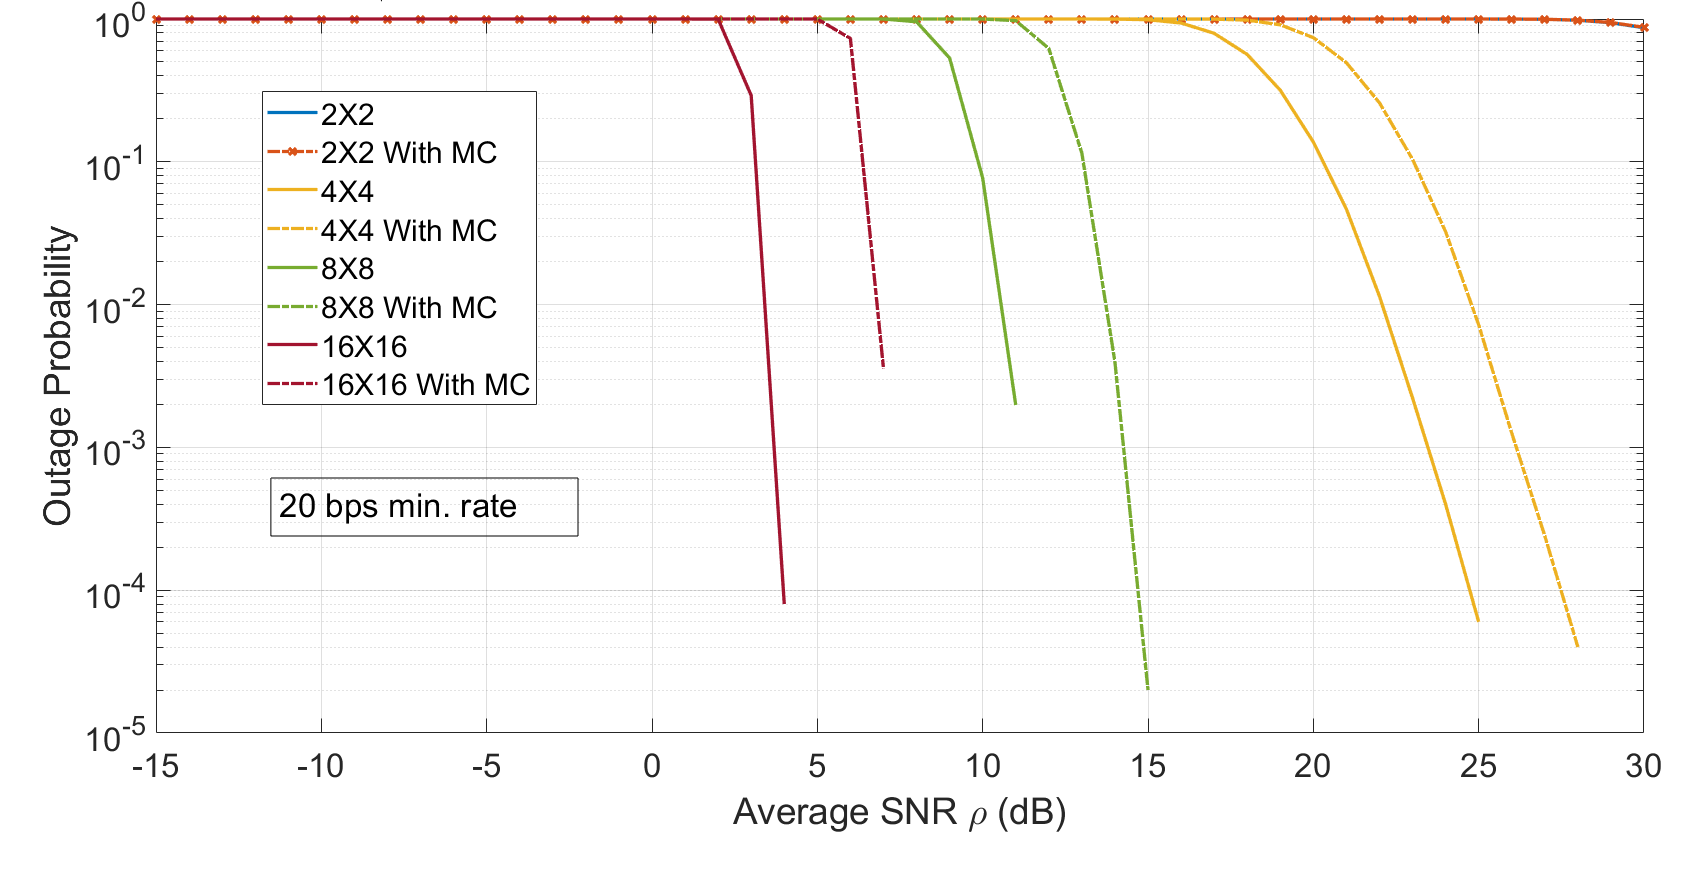 10^0
10^-1
10^-2
10^-3
10^-4
10^-5
Outage Probability
2X2
2X2 With MC
4X4
4X4 With MC
8X8
8X8 With MC
16X16
16X16 With MC
20 bps min. rate
-15 -10 -5 0 5 10 15 20 25 30
Average SNR ρ (dB)